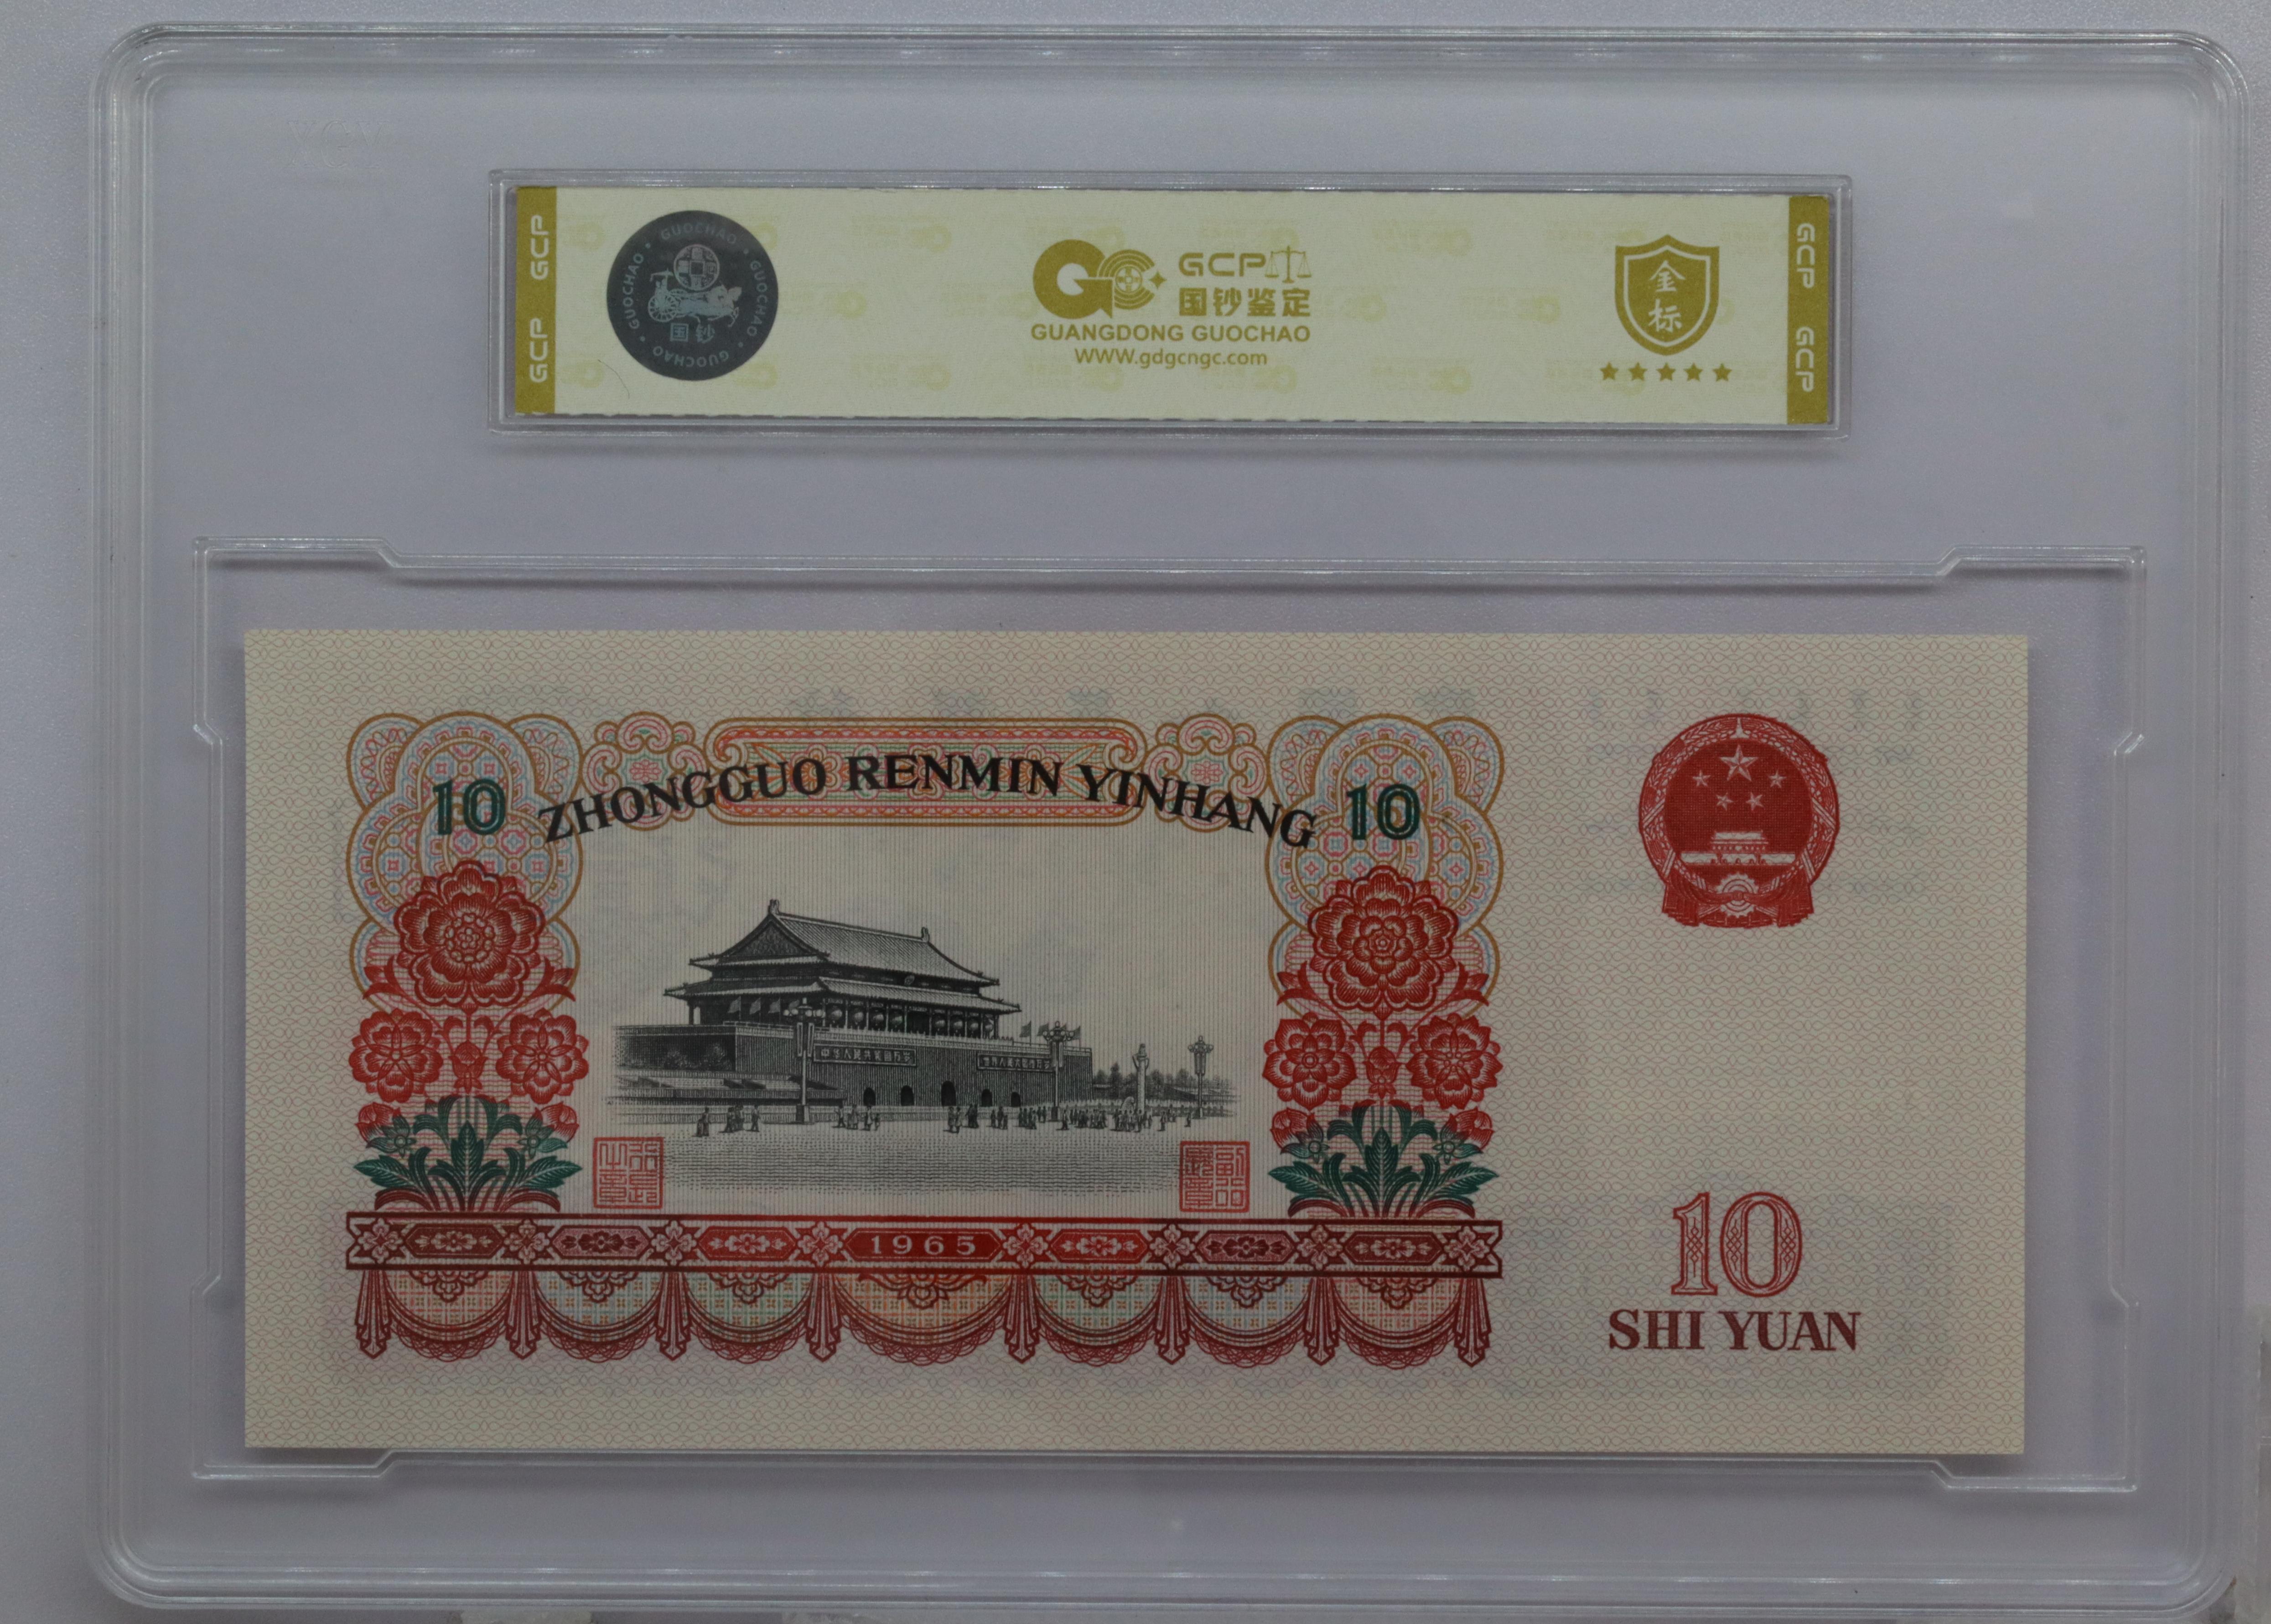 GCP GCP
GUOCHAO · GUOCHAO · GUOCHAO · GUOCHAO
国钞
GCP
国钞鉴定
GUANGDONG GUOCHAO
WWW.gdgcngc.com
金标
GCP GCP
10 ZHONGGUO RENMIN YINHANG 10
1965
10
SHI YUAN